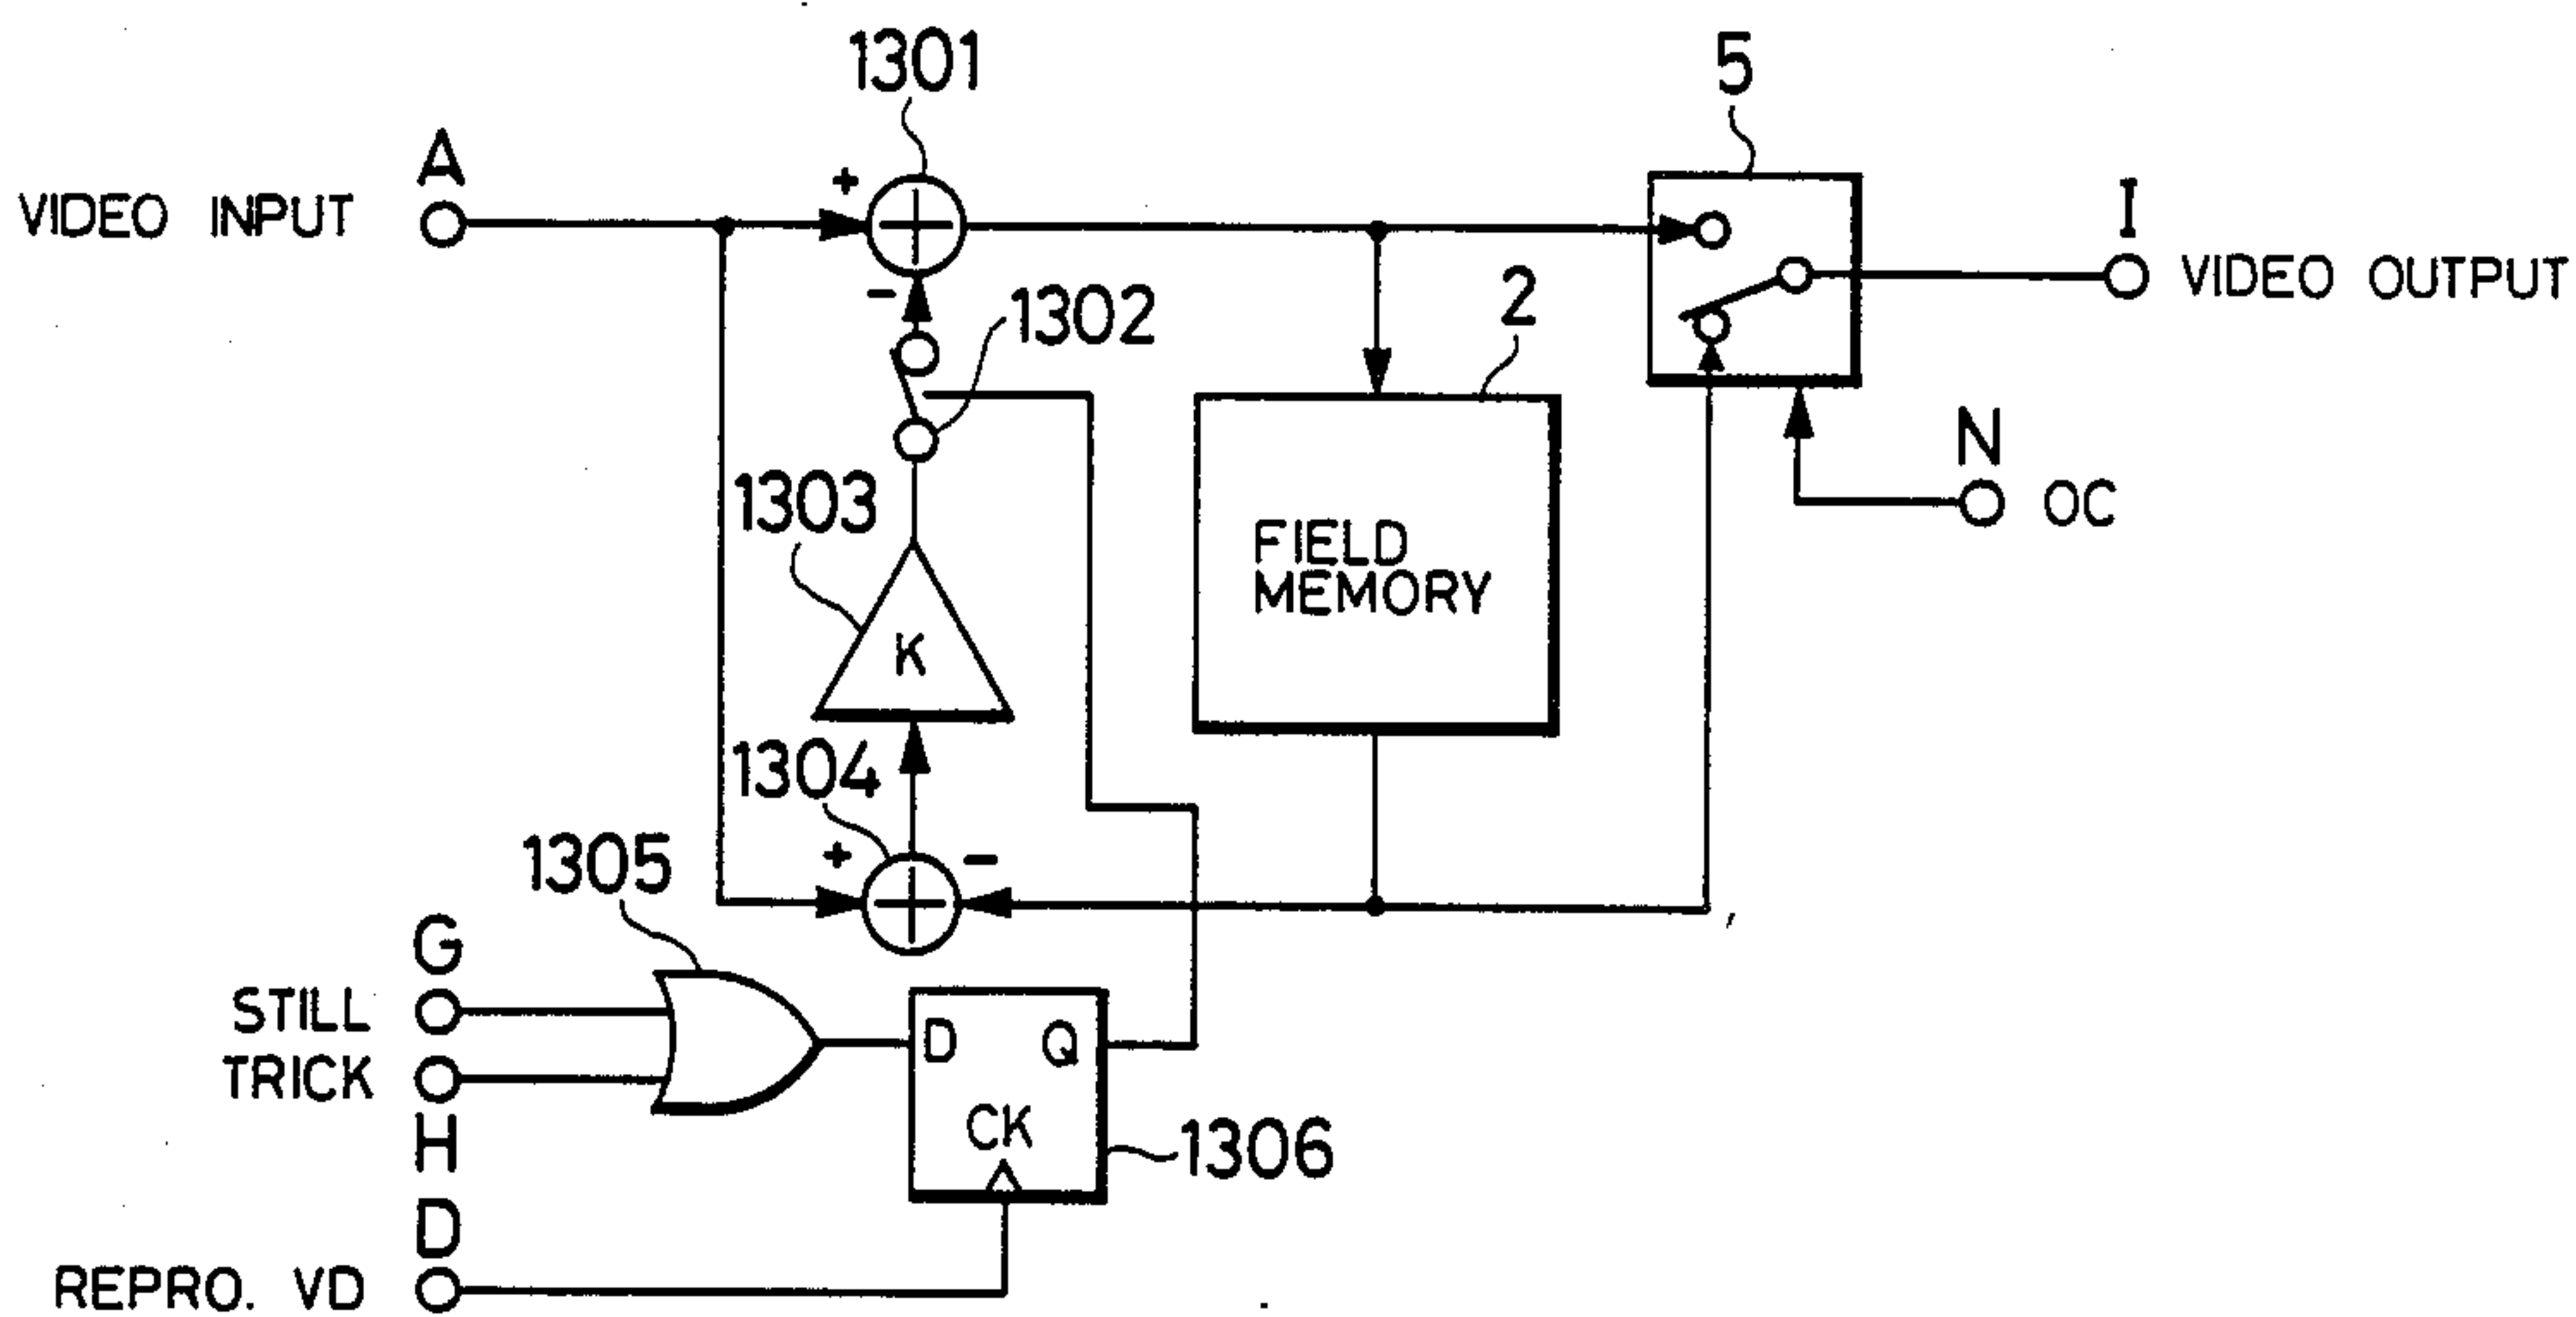 1301
5
A
VIDEO INPUT
+
I
VIDEO OUTPUT
-
1302
2
N
OC
1303
FIELD
MEMORY
K
1304
+
-
1305
G
STILL
D
Q
TRICK
H
CK
1306
D
REPRO. VD